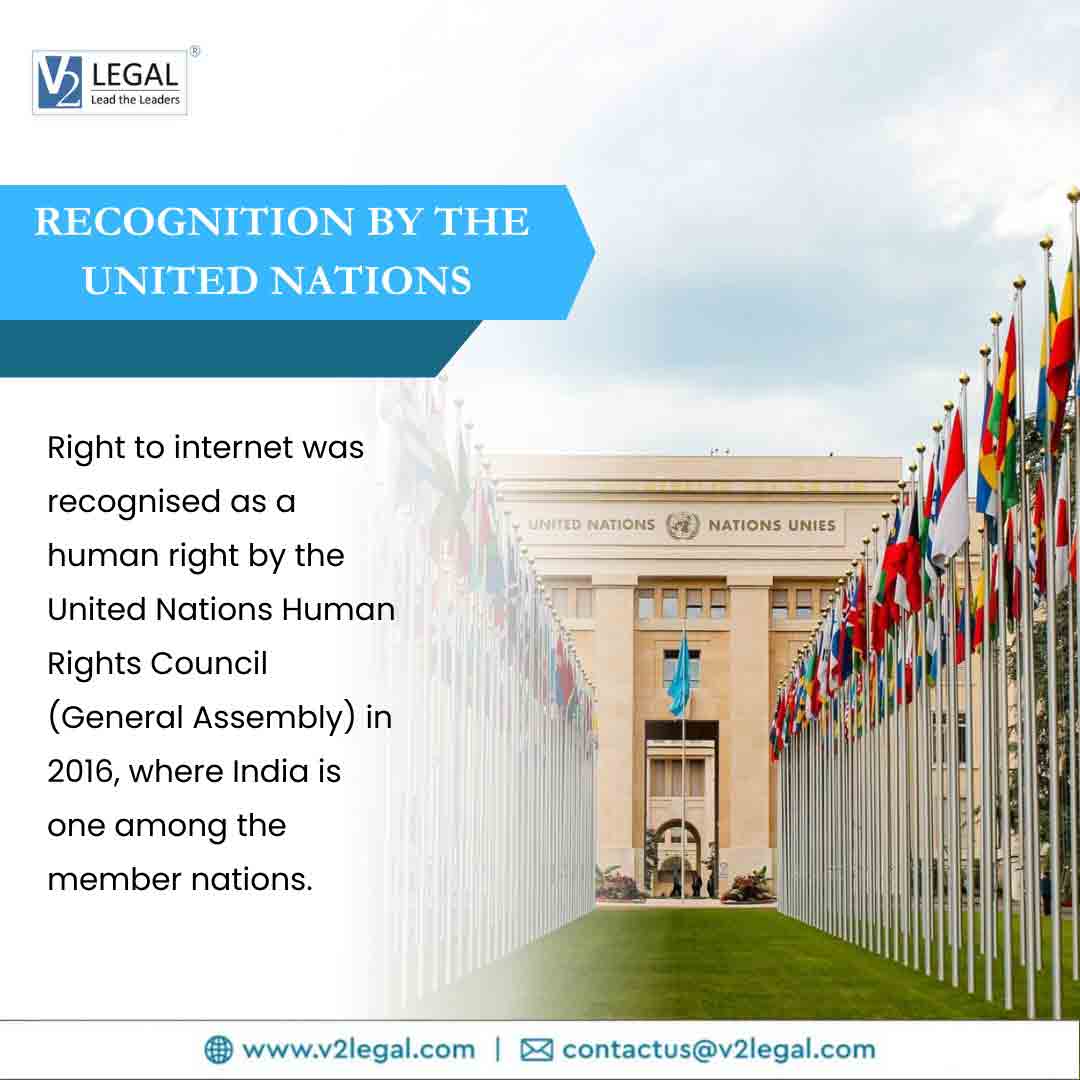 V2 LEGAL ®
Lead the Leaders
RECOGNITION BY THE
UNITED NATIONS
Right to internet was
recognised as a
human right by the
United Nations Human
Rights Council
(General Assembly) in
2016, where India is
one among the
member nations.
UNITED NATIONS NATIONS UNIES
www.v2legal.com | contactus@v2legal.com